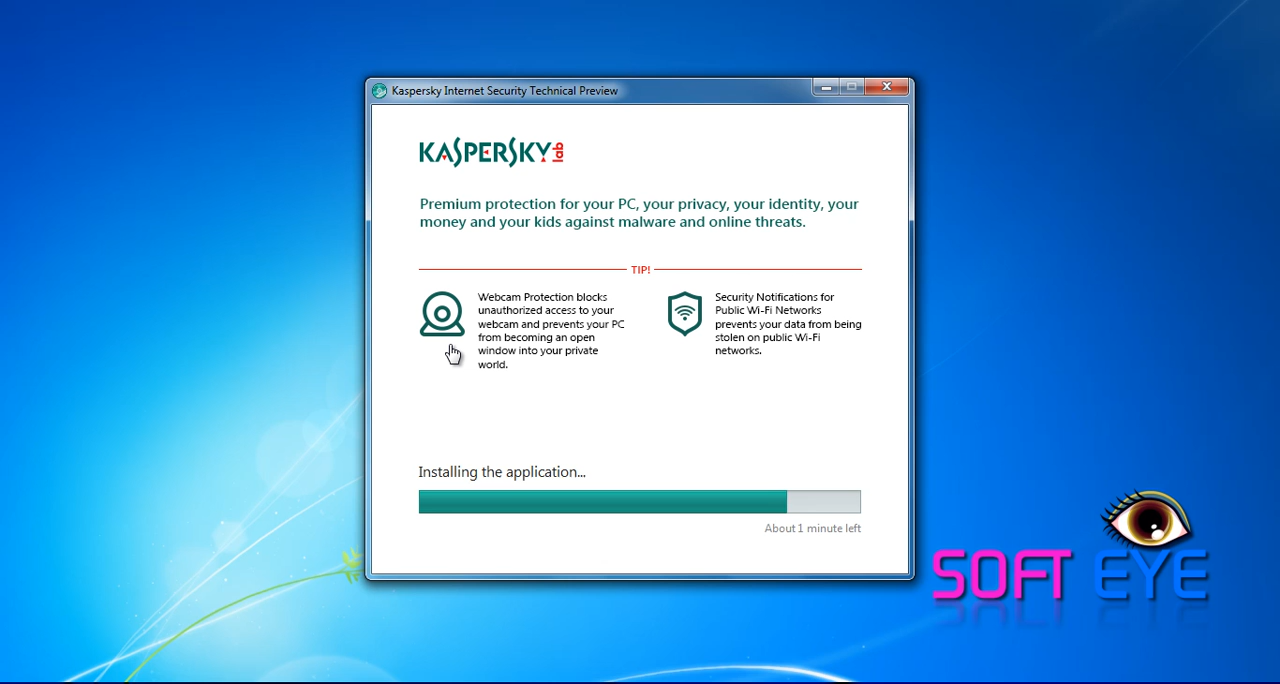 Kaspersky Internet Security Technical Preview
KASPERSKY lab
Premium protection for your PC, your privacy, your identity, your
money and your kids against malware and online threats.
TIP!
Webcam Protection blocks
unauthorized access to your
webcam and prevents your PC
from becoming an open
window into your private
world.
Security Notifications for
Public Wi-Fi Networks
prevents your data from being
stolen on public Wi-Fi
networks.
Installing the application...
About 1 minute left
SOFT EYE